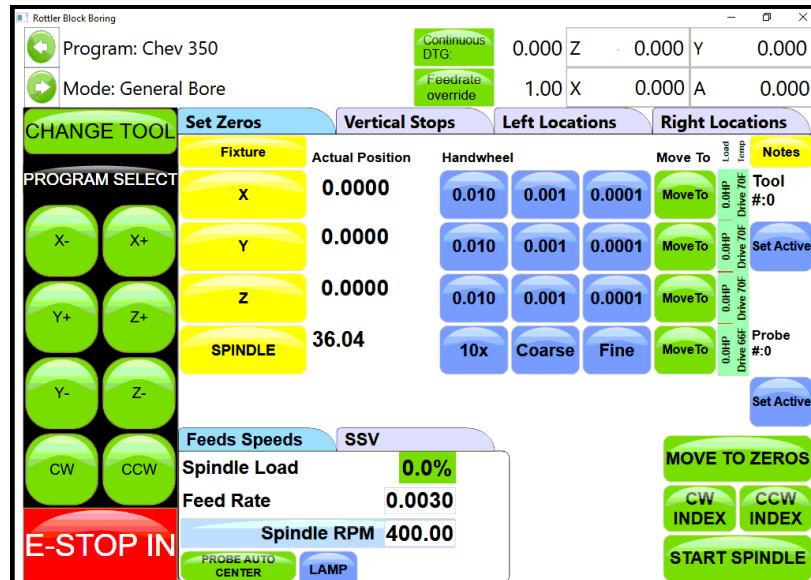 Rottler Block Boring
Program: Chev 350
Continuous DTG: 0.000 Z 0.000 Y 0.000
Mode: General Bore
Feedrate override 1.00 X 0.000 A 0.000
CHANGE TOOL
PROGRAM SELECT
X- X+
Y+ Z+
Y- Z-
CW CCW
E-STOP IN
Set Zeros Vertical Stops Left Locations Right Locations
Fixture Actual Position Handwheel Move To Load Temp Notes
X 0.0000 0.010 0.001 0.0001 MoveTo 0.0HP Drive 70F
Tool #:0
Y 0.0000 0.010 0.001 0.0001 MoveTo 0.0HP Drive 70F Set Active
Z 0.0000 0.010 0.001 0.0001 MoveTo 0.0HP Drive 70F
SPINDLE 36.04 10x Coarse Fine MoveTo 0.0HP Drive 66F
Probe #:0
Set Active
Feeds Speeds SSV
Spindle Load 0.0%
Feed Rate 0.0030
Spindle RPM 400.00
PROBE AUTO CENTER LAMP
MOVE TO ZEROS
CW INDEX CCW INDEX
START SPINDLE